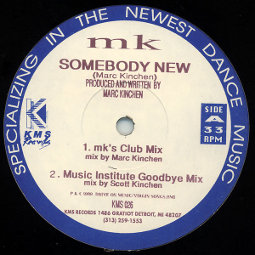 SPECIALIZING IN THE NEWEST DANCE MUSIC
mk
SOMEBODY NEW
(Marc Kinchen)
PRODUCED AND WRITTEN BY
MARC KINCHEN
K
KMS
Records
SIDE
A
33
RPM
1. mk's Club Mix
mix by Marc Kinchen
2. Music Institute Goodbye Mix
mix by Scott Kinchen
KMS 026
KMS RECORDS 1486 GRATIOT DETROIT, MI 48207
(313) 259-1553